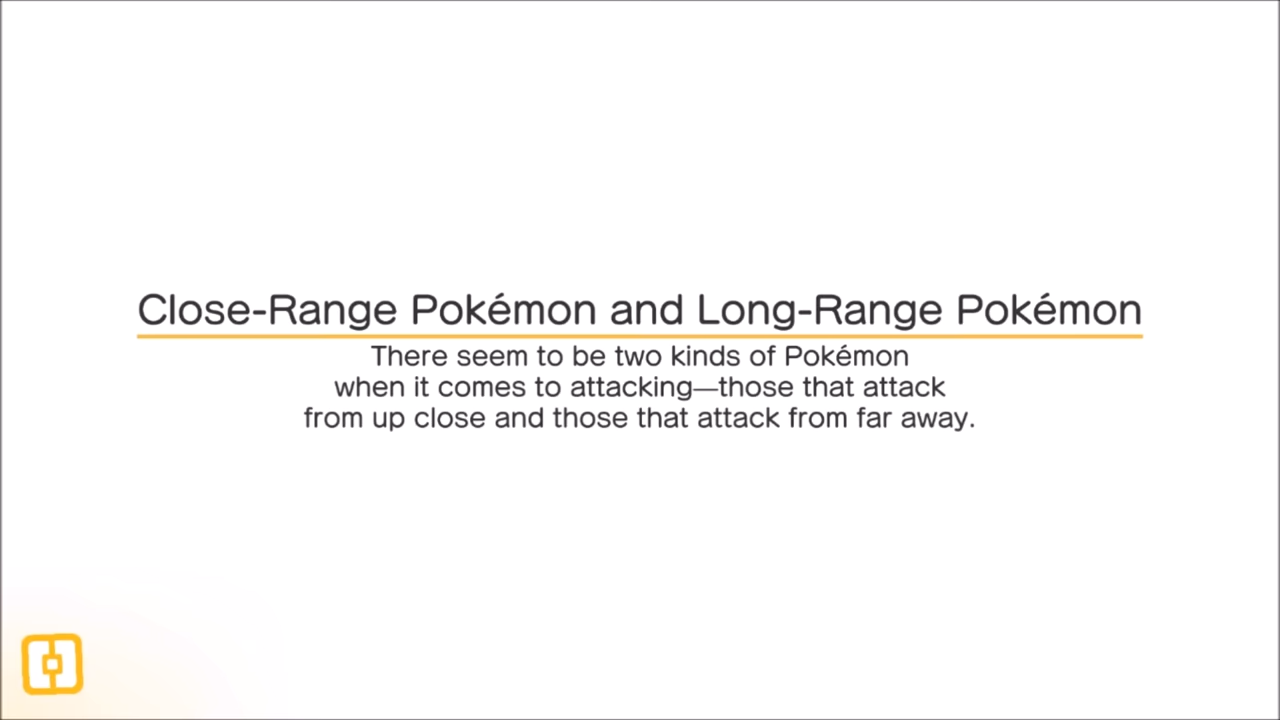 Close-Range Pokémon and Long-Range Pokémon
There seem to be two kinds of Pokémon
when it comes to attacking—those that attack
from up close and those that attack from far away.